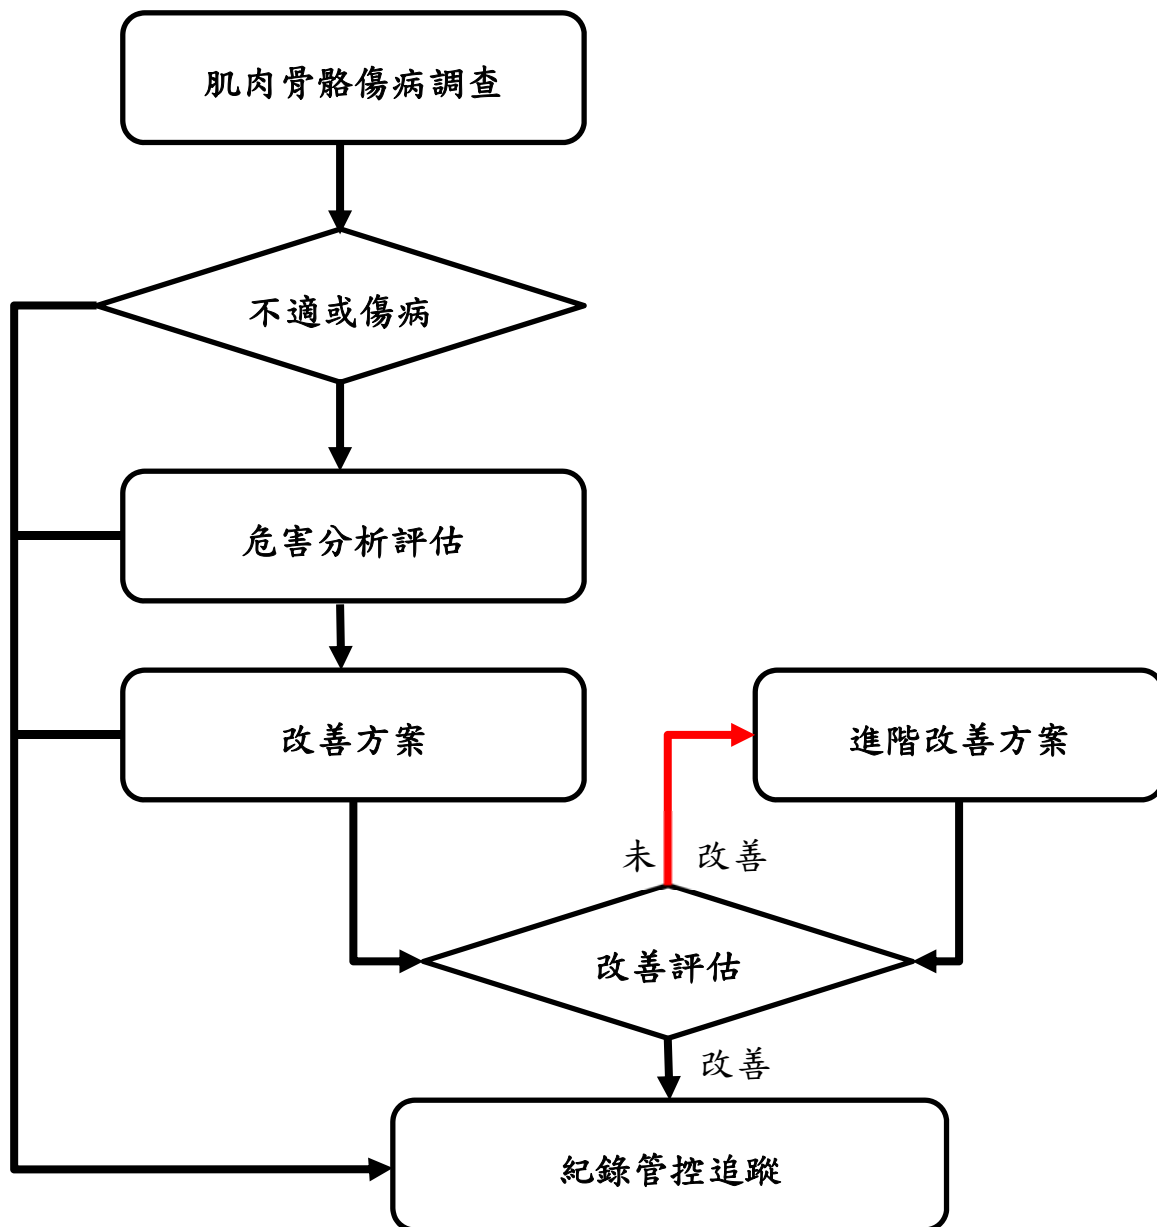 肌肉骨骼傷病調查
不適或傷病
危害分析評估
改善方案
進階改善方案
未 改善
改善評估
改善
紀錄管控追蹤